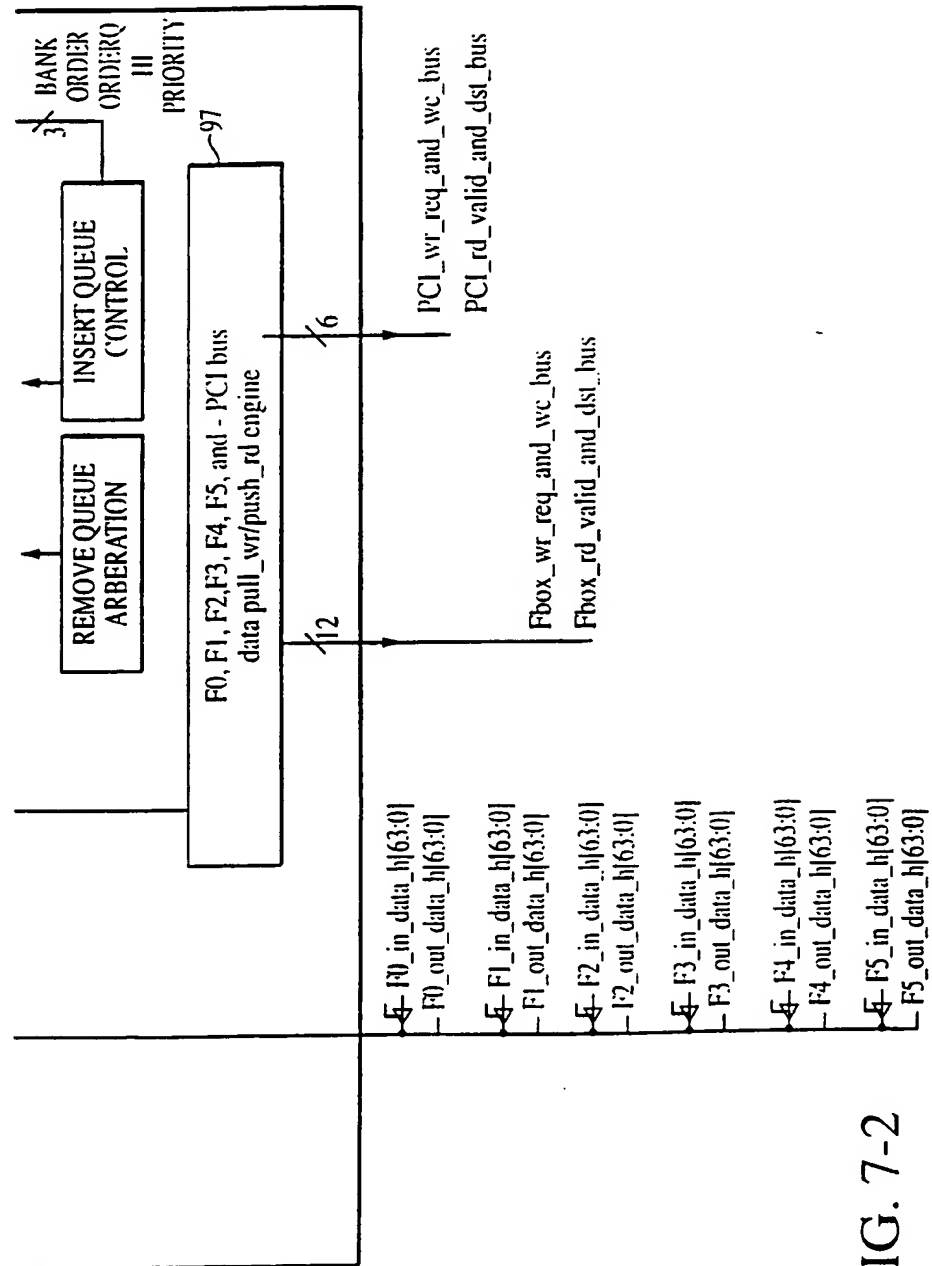 BANK
ORDER
ORDERQ
HI
PRIORITY
3
INSERT QUEUE
CONTROL
REMOVE QUEUE
ARBERATION
97
F0, F1, F2,F3, F4, F5, and - PCI bus
data pull_wr/push_rd engine
6
12
PCI_wr_req_and_wc_bus
PCI_rd_valid_and_dst_bus
Fbox_wr_req_and_wc_bus
Fbox_rd_valid_and_dst_bus
F0_in_data_h[63:0]
F0_out_data_h[63:0]
F1_in_data_h[63:0]
F1_out_data_h[63:0]
F2_in_data_h[63:0]
F2_out_data_h[63:0]
F3_in_data_h[63:0]
F3_out_data_h[63:0]
F4_in_data_h[63:0]
F4_out_data_h[63:0]
F5_in_data_h[63:0]
F5_out_data_h[63:0]
IG. 7-2